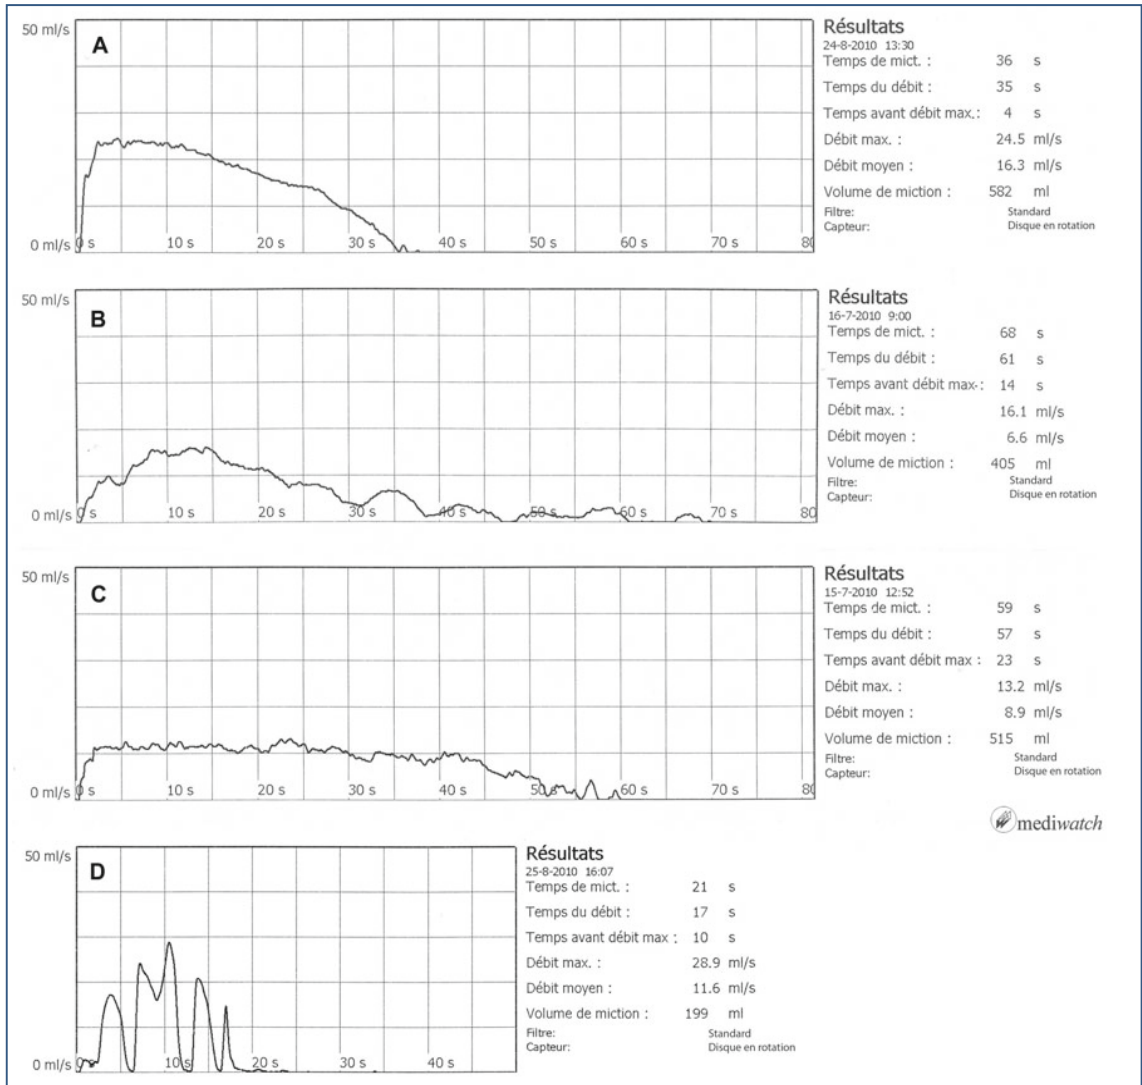 50 ml/s
A
0 ml/s
0 s 10 s 20 s 30 s 40 s 50 s 60 s 70 s 80
Résultats
24-8-2010 13:30
Temps de mict. : 36 s
Temps du débit : 35 s
Temps avant débit max.: 4 s
Débit max. : 24.5 ml/s
Débit moyen : 16.3 ml/s
Volume de miction : 582 ml
Filtre: Standard
Capteur: Disque en rotation
50 ml/s
B
0 ml/s
0 s 10 s 20 s 30 s 40 s 50 s 60 s 70 s 80
Résultats
16-7-2010 9:00
Temps de mict. : 68 s
Temps du débit : 61 s
Temps avant débit max-: 14 s
Débit max. : 16.1 ml/s
Débit moyen : 6.6 ml/s
Volume de miction : 405 ml
Filtre: Standard
Capteur: Disque en rotation
50 ml/s
C
0 ml/s
0 s 10 s 20 s 30 s 40 s 50 s 60 s 70 s 80
Résultats
15-7-2010 12:52
Temps de mict. : 59 s
Temps du débit : 57 s
Temps avant débit max : 23 s
Débit max. : 13.2 ml/s
Débit moyen : 8.9 ml/s
Volume de miction : 515 ml
Filtre: Standard
Capteur: Disque en rotation
mediwatch
50 ml/s
D
0 ml/s
0 s 10 s 20 s 30 s 40 s
Résultats
25-8-2010 16:07
Temps de mict. : 21 s
Temps du débit : 17 s
Temps avant débit max : 10 s
Débit max. : 28.9 ml/s
Débit moyen : 11.6 ml/s
Volume de miction : 199 ml
Filtre: Standard
Capteur: Disque en rotation